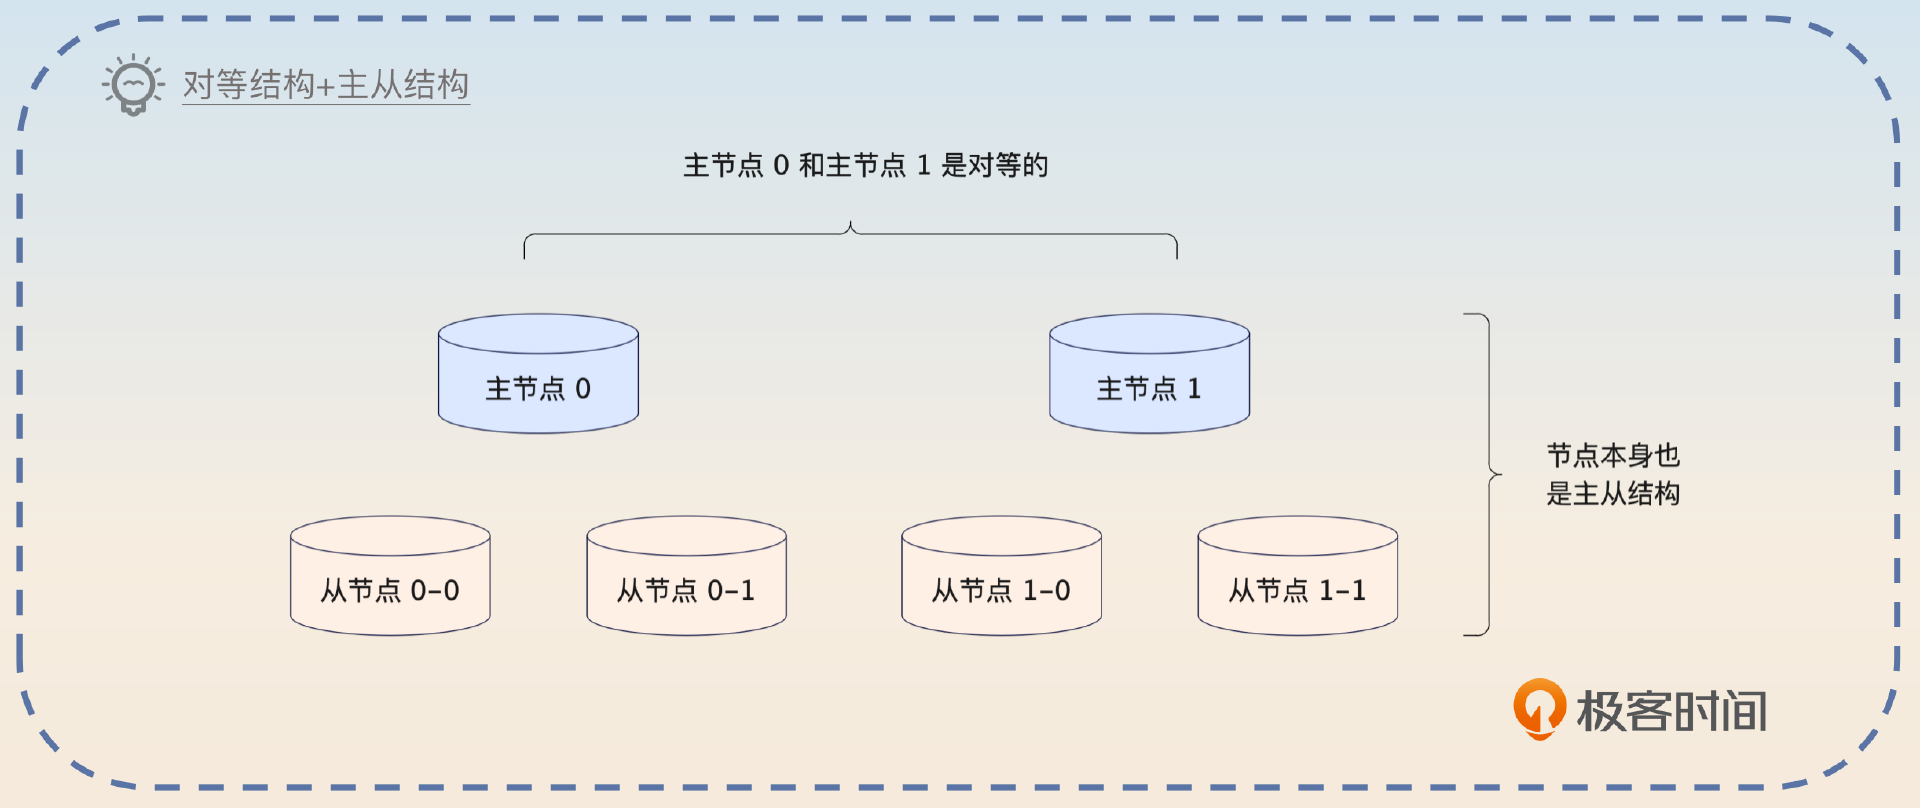 对等结构+主从结构
主节点 0 和主节点 1 是对等的
主节点 0
主节点 1
节点本身也
是主从结构
从节点 0-0
从节点 0-1
从节点 1-0
从节点 1-1
极客时间